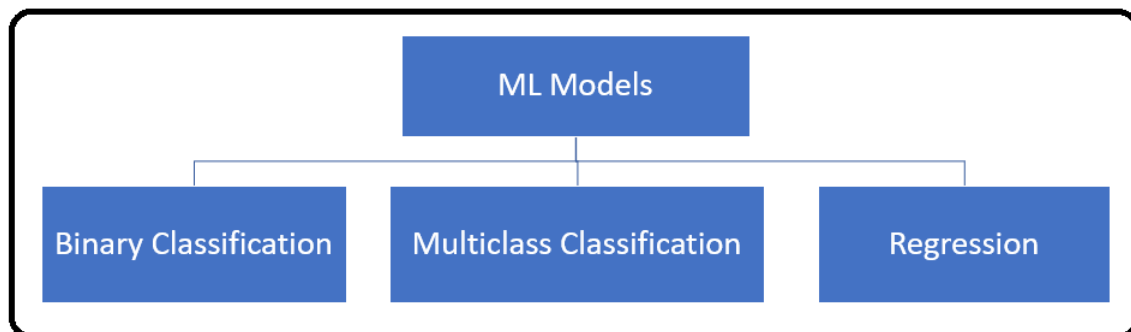 ML Models
Binary Classification
Multiclass Classification
Regression